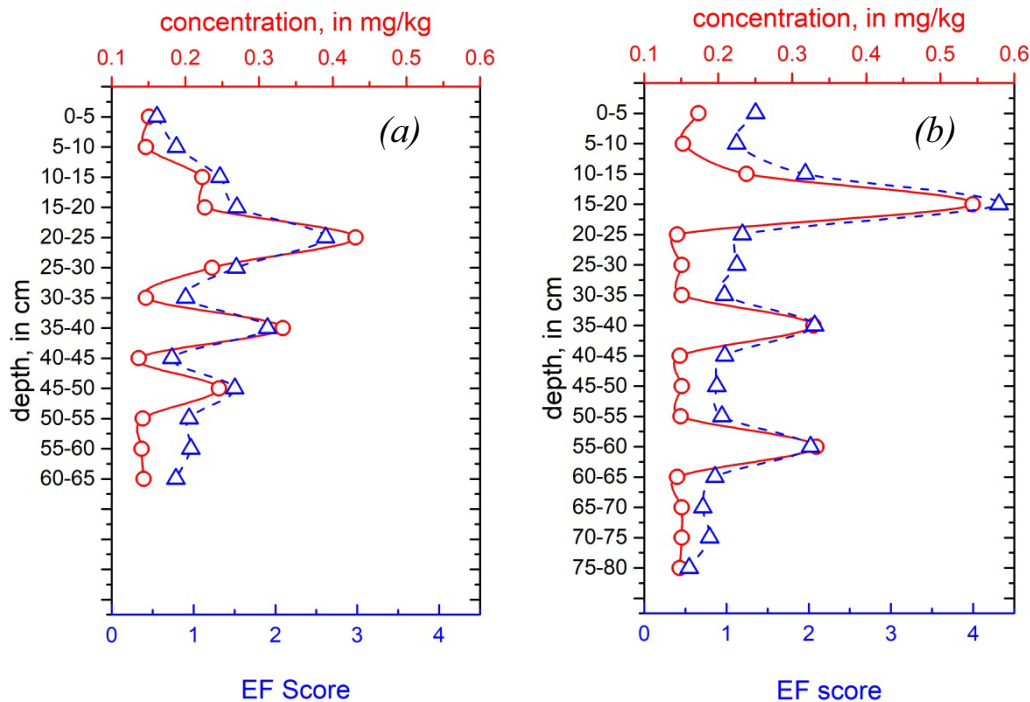 concentration, in mg/kg
0.1 0.2 0.3 0.4 0.5 0.6
(a)
depth, in cm
0-5
5-10
10-15
15-20
20-25
25-30
30-35
35-40
40-45
45-50
50-55
55-60
60-65
0 1 2 3 4
EF Score
concentration, in mg/kg
0.1 0.2 0.3 0.4 0.5 0.6
(b)
depth, in cm
0-5
5-10
10-15
15-20
20-25
25-30
30-35
35-40
40-45
45-50
50-55
55-60
60-65
65-70
70-75
75-80
0 1 2 3 4
EF score